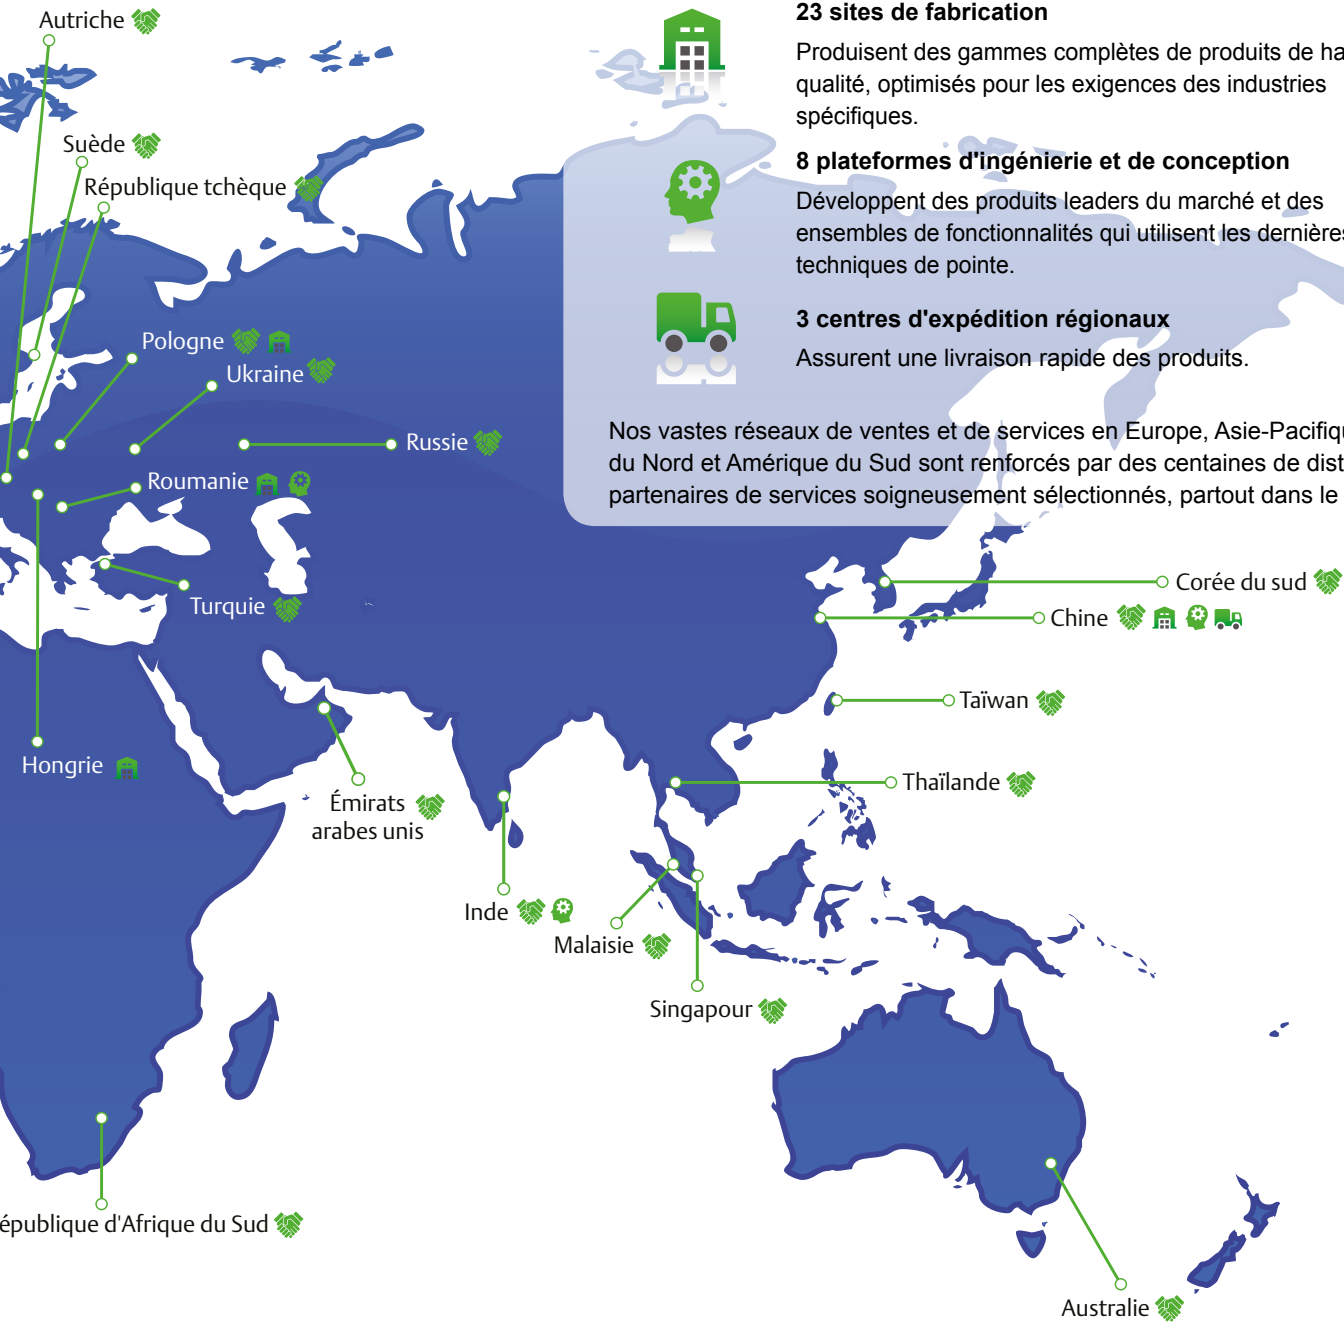 Autriche
23 sites de fabrication
Produisent des gammes complètes de produits de
qualité, optimisés pour les exigences des industries
spécifiques.
Suède
République tchèque
8 plateformes d'ingénierie et de conception
Développent des produits leaders du marché et des
ensembles de fonctionnalités qui utilisent les dernières
techniques de pointe.
3 centres d'expédition régionaux
Assurent une livraison rapide des produits.
Pologne
Ukraine
Russie
Roumanie
Nos vastes réseaux de ventes et de services en Europe,
du Nord et Amérique du Sud sont renforcés par des centaines de
partenaires de services soigneusement sélectionnés, partout dans le
Corée du sud
Turquie
Chine
Taïwan
Hongrie
Thaïlande
Émirats
arabes unis
Inde
Malaisie
Singapour
épublique d'Afrique du Sud
Australie